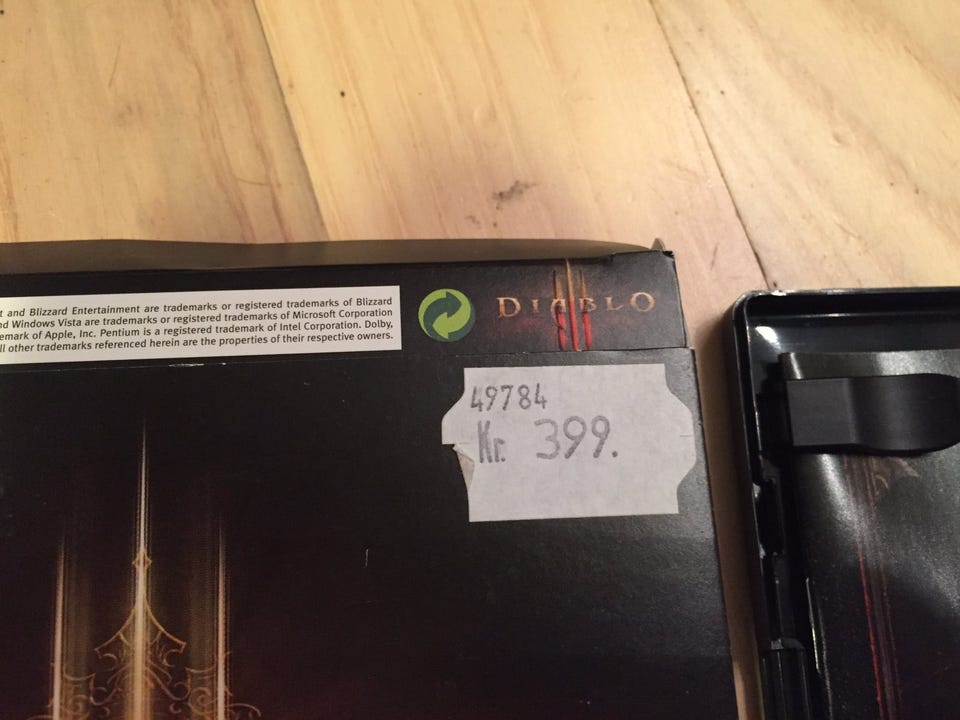 t and Blizzard Entertainment are trademarks or registered trademarks of Blizzard
nd Windows Vista are trademarks or registered trademarks of Microsoft Corporation
emark of Apple, Inc. Pentium is a registered trademark of Intel Corporation. Dolby,
ll other trademarks referenced herein are the properties of their respective owners.
DIABLO
III
49784
Kr. 399.